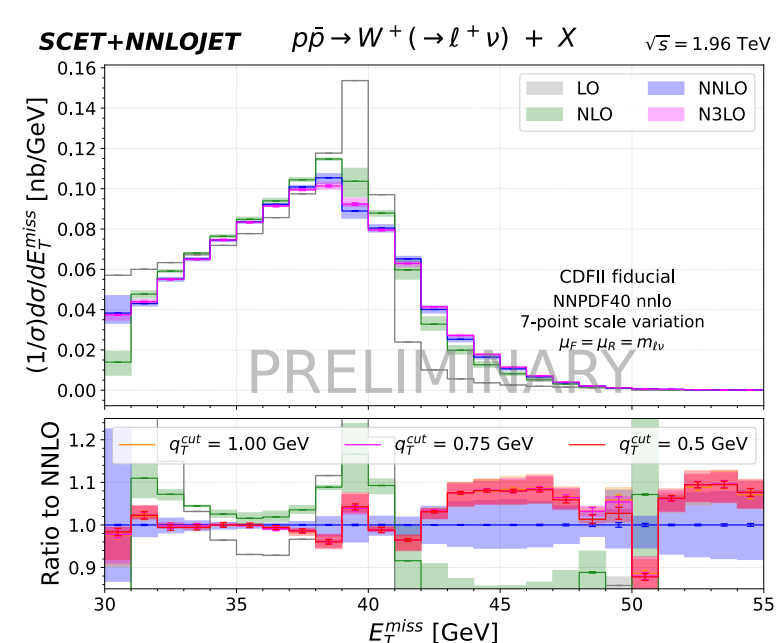 SCET+NNLOJET pp̄ → W⁺(→ ℓ⁺ν) + X √s = 1.96 TeV
0.16
0.14
0.12
0.10
0.08
0.06
0.04
0.02
0.00
(1/σ)dσ/dE_T^miss [nb/GeV]
LO NNLO
NLO N3LO
CDFII fiducial
NNPDF40 nnlo
7-point scale variation
μ_F = μ_R = m_ℓν
PRELIMINARY
Ratio to NNLO
1.2
1.1
1.0
0.9
q_T^cut = 1.00 GeV q_T^cut = 0.75 GeV q_T^cut = 0.5 GeV
30 35 40 45 50 55
E_T^miss [GeV]